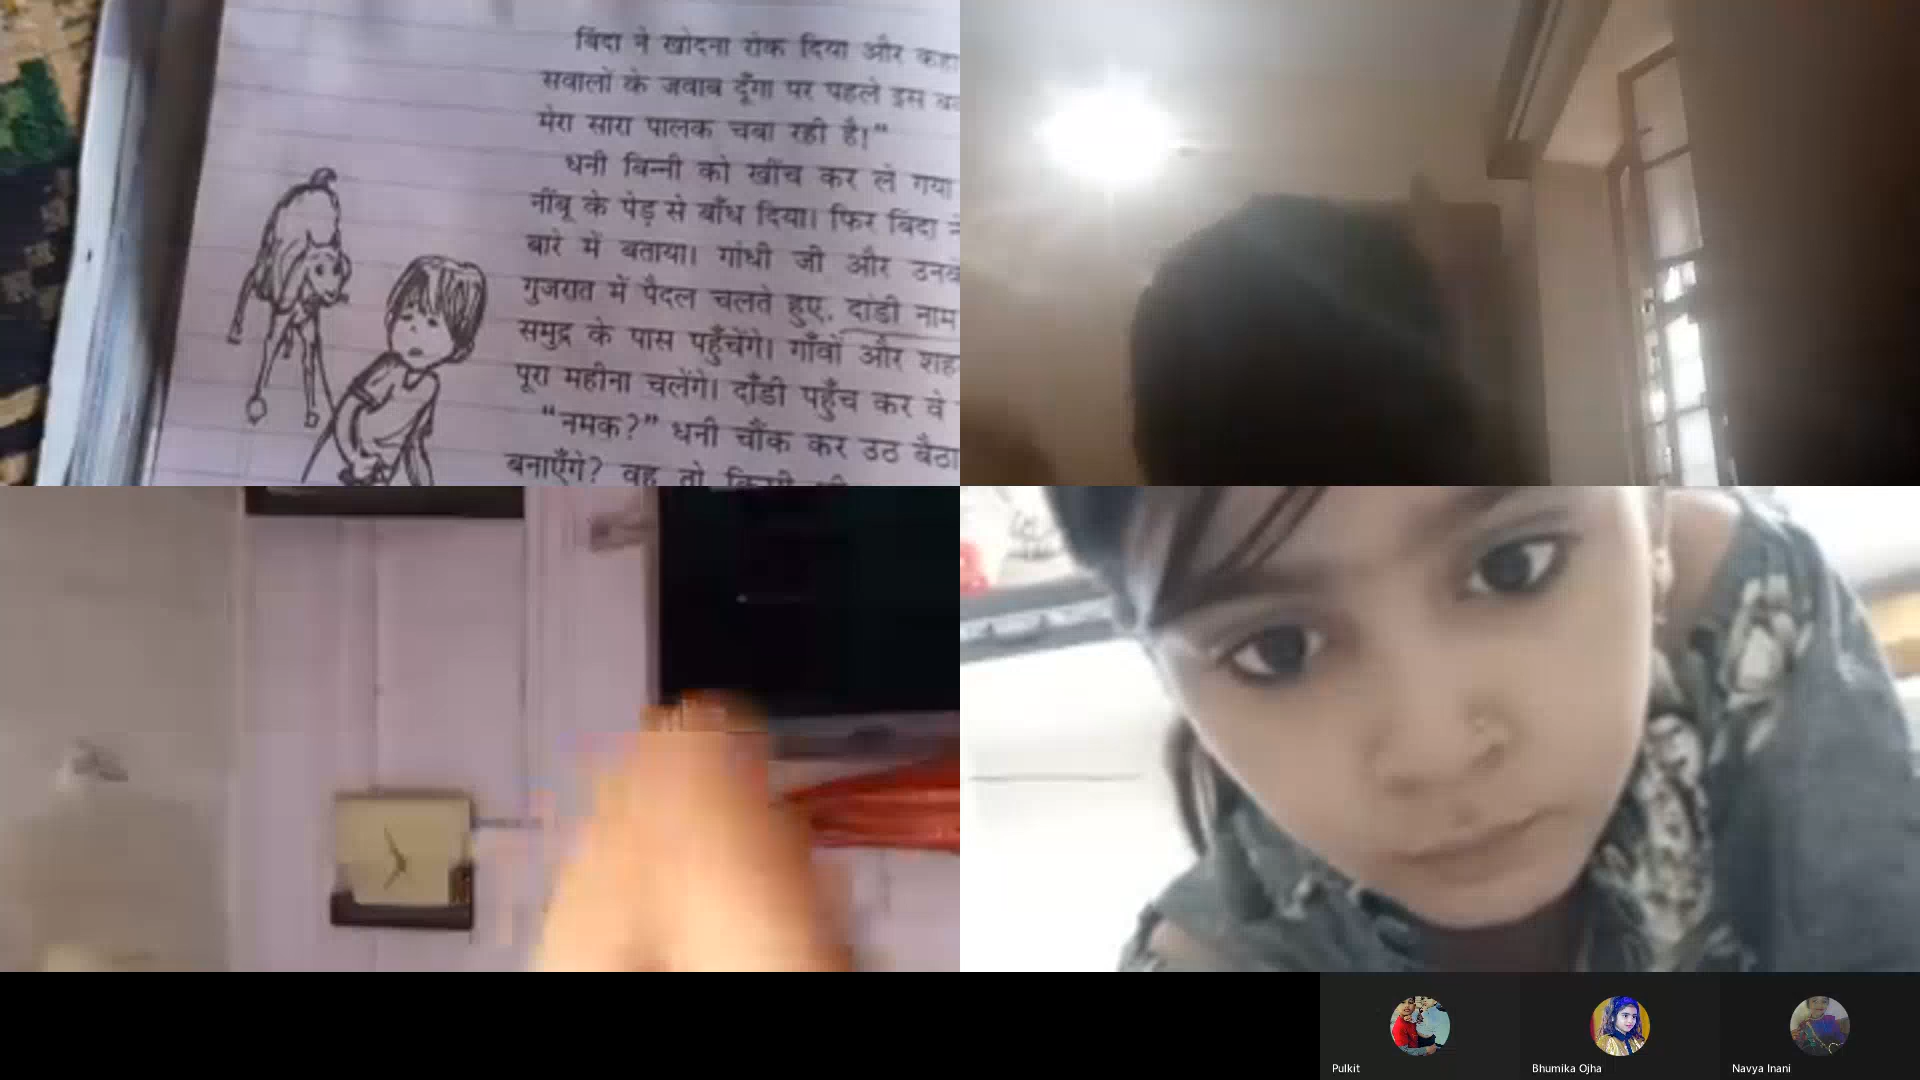 बिंदा ने खोदना रोक दिया और कहा
सवालों के जवाब दूँगा पर पहले इस
मेरा सारा पालक चबा रही है।"
धनी बिन्नी को खींच कर ले गया
नींबू के पेड़ से बाँध दिया। फिर बिंदा ने
बारे में बताया। गांधी जी और
गुजरात में पैदल चलते हुए, दांडी नाम
समुद्र के पास पहुँचेंगे। गाँवों और
पूरा महीना चलेंगे। दाँडी पहुँच कर वे
"नमक?" धनी चौंक कर उठ बैठा
बनाएँगे? वह तो
Pulkit
Bhumika Ojha
Navya Inani